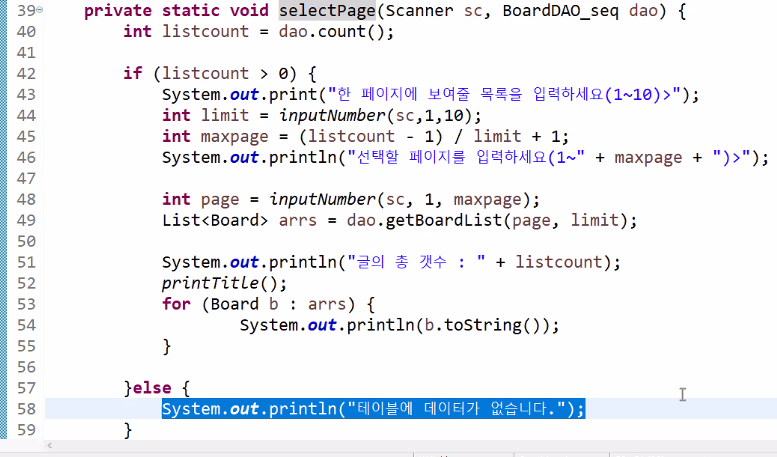 39 private static void selectPage(Scanner sc, BoardDAO_seq dao) {
40 int listcount = dao.count();
41
42 if (listcount > 0) {
43 System.out.print("한 페이지에 보여줄 목록을 입력하세요(1~10)>");
44 int limit = inputNumber(sc,1,10);
45 int maxpage = (listcount - 1) / limit + 1;
46 System.out.println("선택할 페이지를 입력하세요(1~" + maxpage + ")>");
47
48 int page = inputNumber(sc, 1, maxpage);
49 List<Board> arrs = dao.getBoardList(page, limit);
50
51 System.out.println("글의 총 갯수 : " + listcount);
52 printTitle();
53 for (Board b : arrs) {
54 System.out.println(b.toString());
55 }
56
57 }else {
58 System.out.println("테이블에 데이터가 없습니다.");
59 }